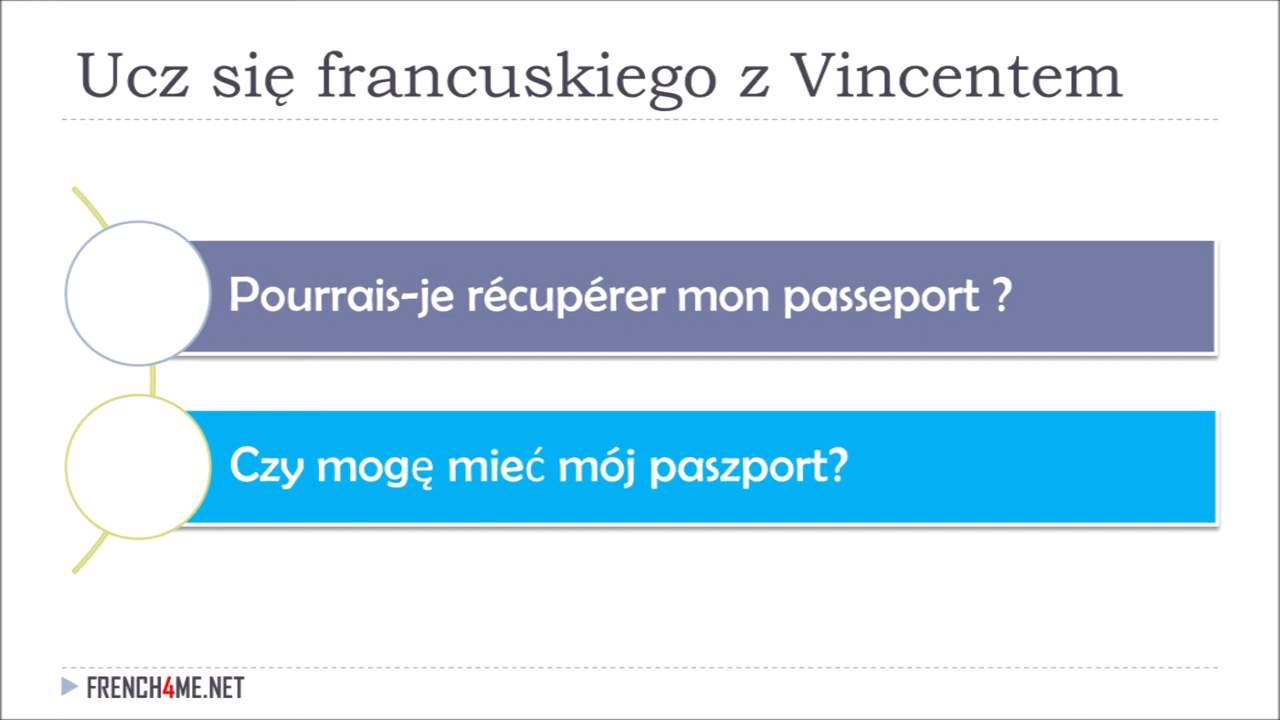 Ucz się francuskiego z Vincentem
Pourrais-je récupérer mon passeport ?
Czy mogę mieć mój paszport?
FRENCH4ME.NET